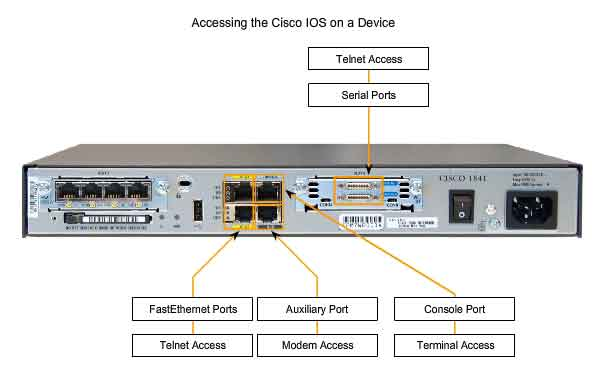 Accessing the Cisco IOS on a Device
Telnet Access
Serial Ports
CISCO 1841
FastEthernet Ports
Auxiliary Port
Console Port
Telnet Access
Modem Access
Terminal Access